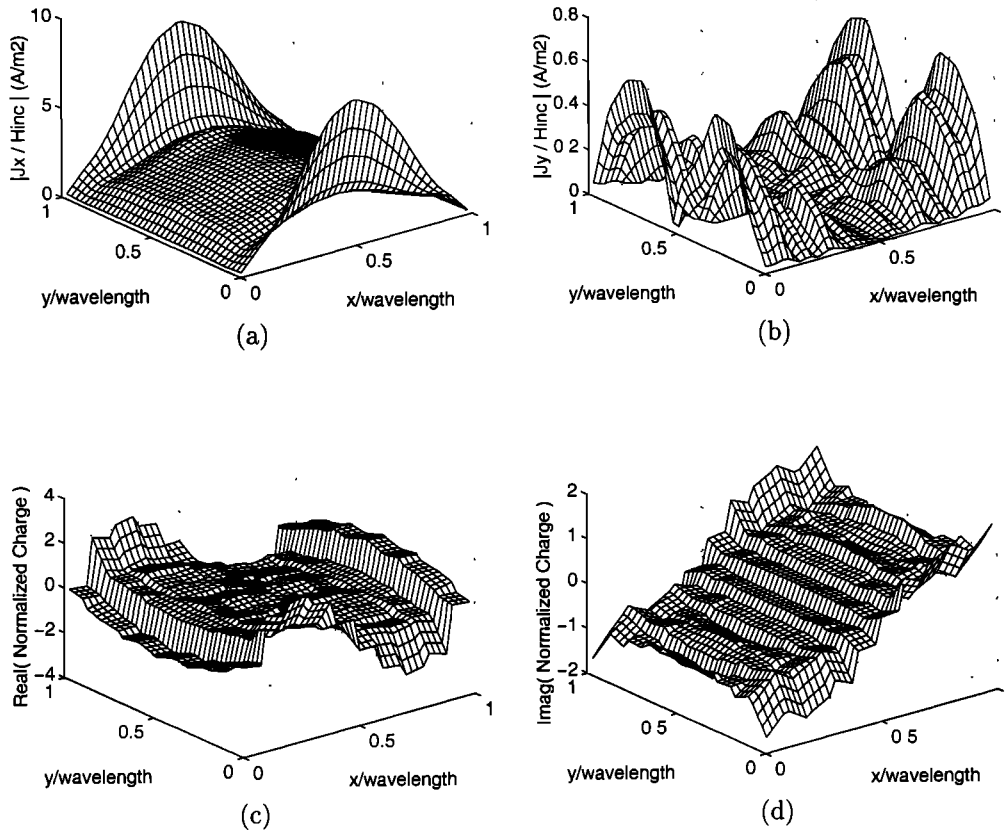 10
5
0
|Jx / Hinc | (A/m2)
1
0.5
0
0
0.5
1
y/wavelength
x/wavelength
(a)
0.8
0.6
0.4
0.2
0
|Jy / Hinc | (A/m2)
1
0.5
0
0
0.5
y/wavelength
x/wavelength
(b)
4
2
0
−2
−4
Real( Normalized Charge )
1
0.5
0
0
0.5
1
y/wavelength
x/wavelength
(c)
2
1
0
−1
−2
Imag( Normalized Charge )
1
0.5
0
0
0 5
y/wavelength
x/wavelength
(d)